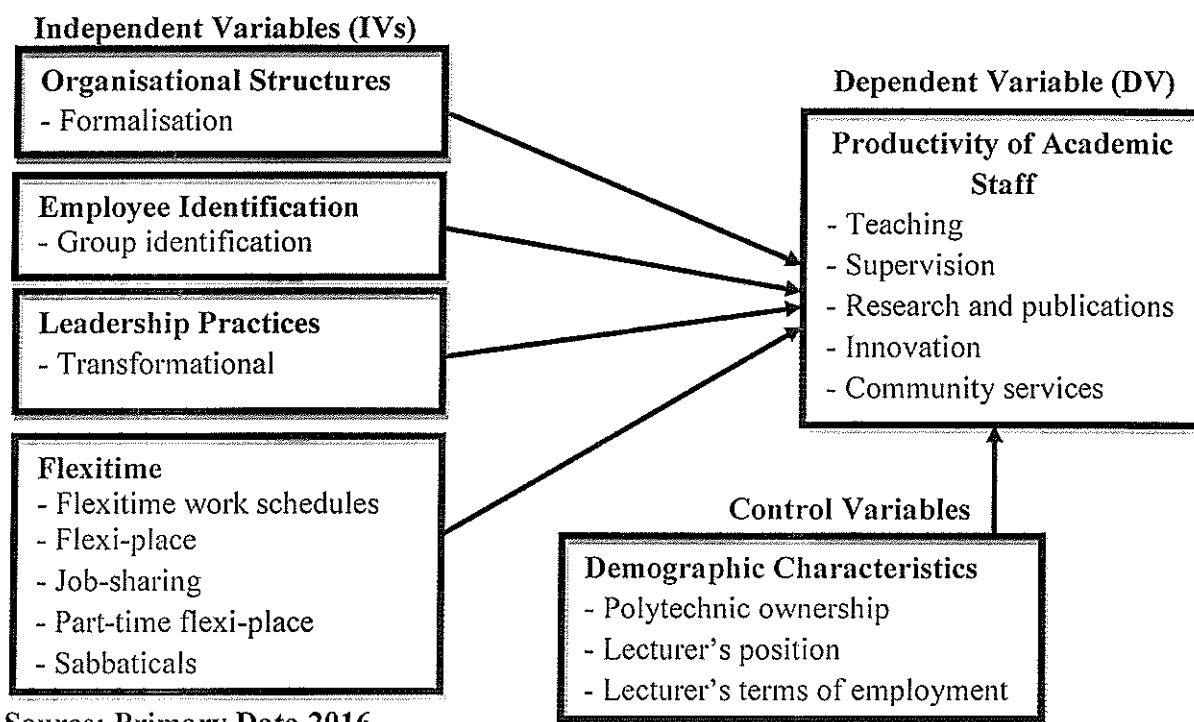 Independent Variables (IVs)
Organisational Structures
- Formalisation
Employee Identification
- Group identification
Leadership Practices
- Transformational
Flexitime
- Flexitime work schedules
- Flexi-place
- Job-sharing
- Part-time flexi-place
- Sabbaticals
Dependent Variable (DV)
Productivity of Academic
Staff
- Teaching
- Supervision
- Research and publications
- Innovation
- Community services
Control Variables
Demographic Characteristics
- Polytechnic ownership
- Lecturer's position
- Lecturer's terms of employment
Source: Primary Data 2016